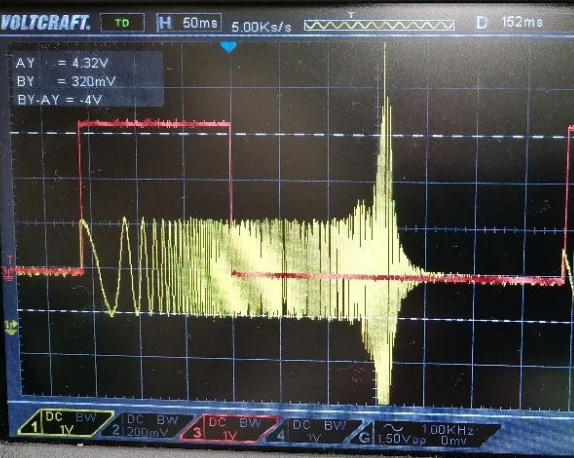 VOLTCRAFT. TD H 50ms 5.00Ks/s T D 152ms
AY = 4.32V
BY = 320mV
BY-AY = -4V
T
3
1
1 DC BW 1V 2 DC BW 200mV 3 DC BW 1V 4 DC BW 1V G 1.00KHz 1.50Vpp 0mv